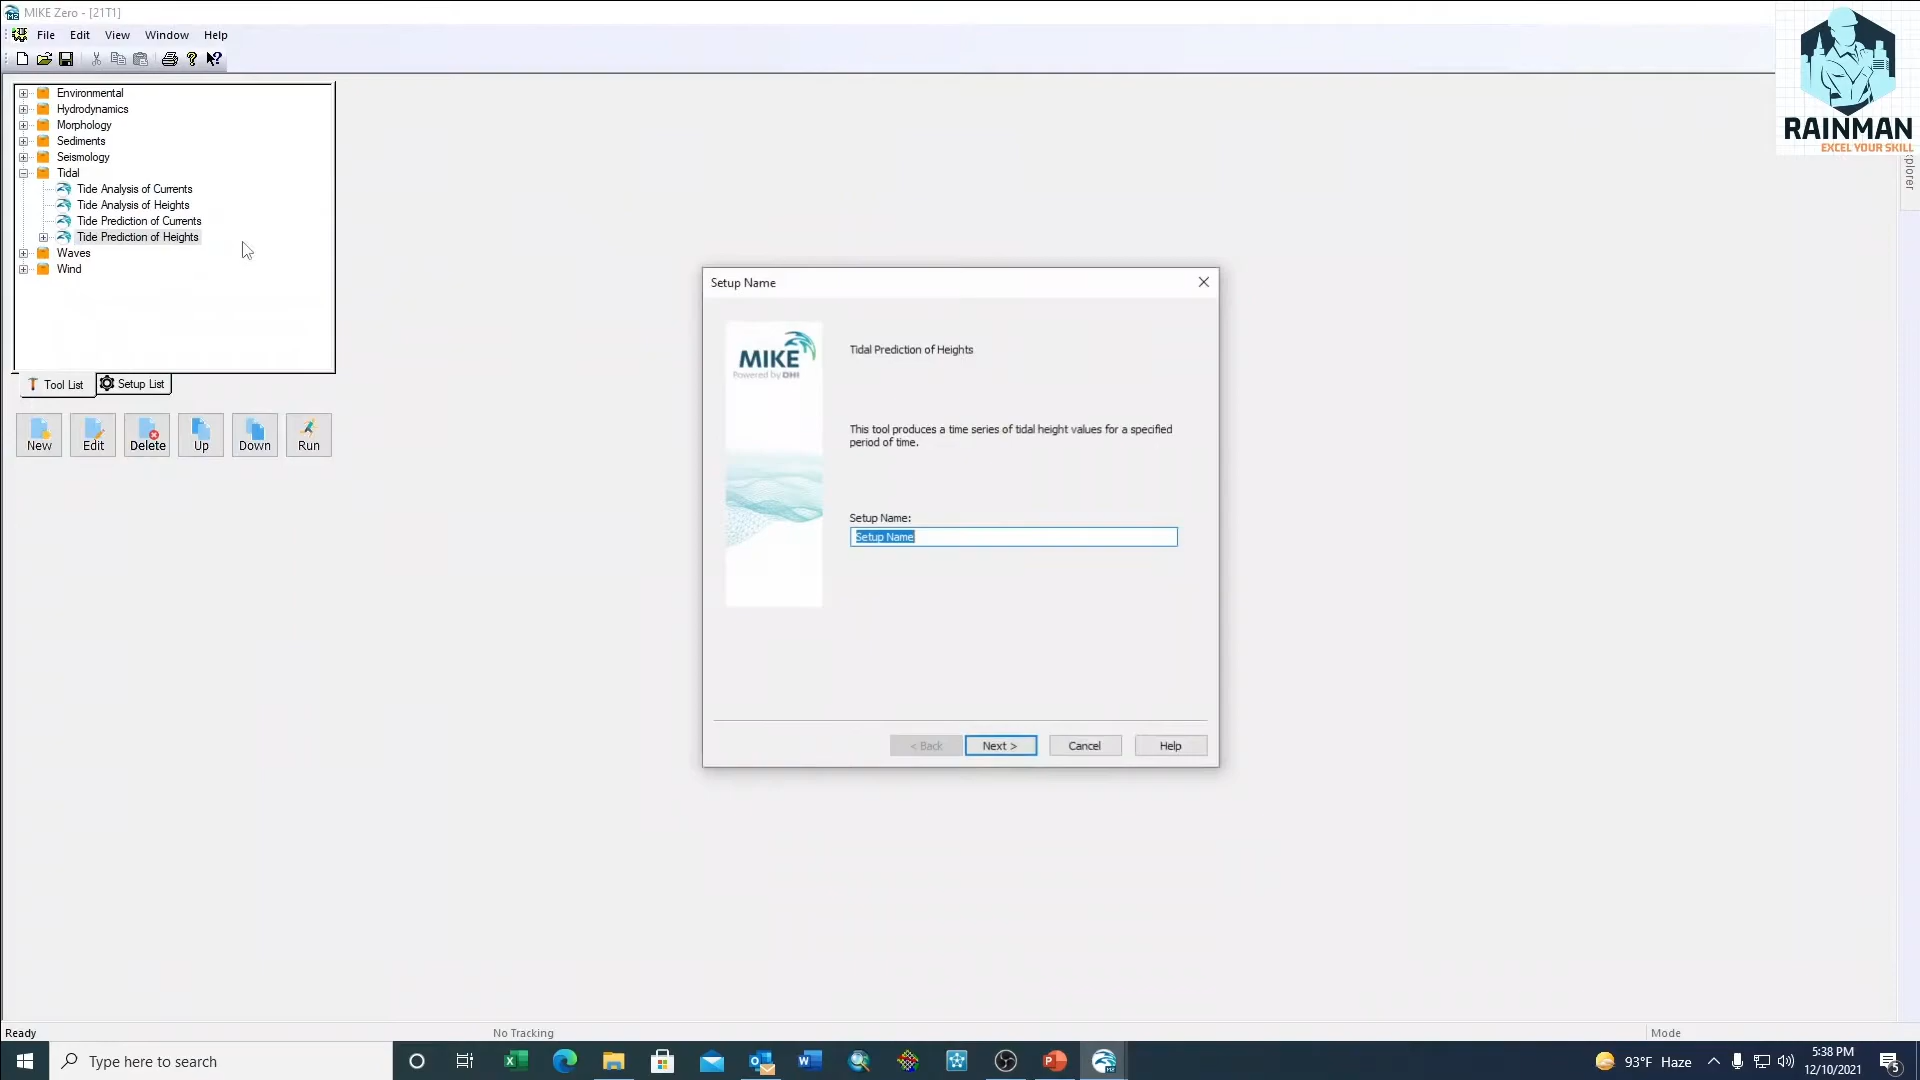 MIKE Zero - [21T1]
File Edit View Window Help
RAINMAN
EXCEL YOUR SKILL
plorer
Environmental
Hydrodynamics
Morphology
Sediments
Seismology
Tidal
Tide Analysis of Currents
Tide Analysis of Heights
Tide Prediction of Currents
Tide Prediction of Heights
Waves
Wind
Tool List Setup List
New Edit Delete Up Down Run
Setup Name
MIKE
Powered by DHI
Tidal Prediction of Heights
This tool produces a time series of tidal height values for a specified
period of time.
Setup Name:
Setup Name
< Back Next > Cancel Help
Ready No Tracking Mode
Type here to search
93°F Haze
5:38 PM
12/10/2021
5